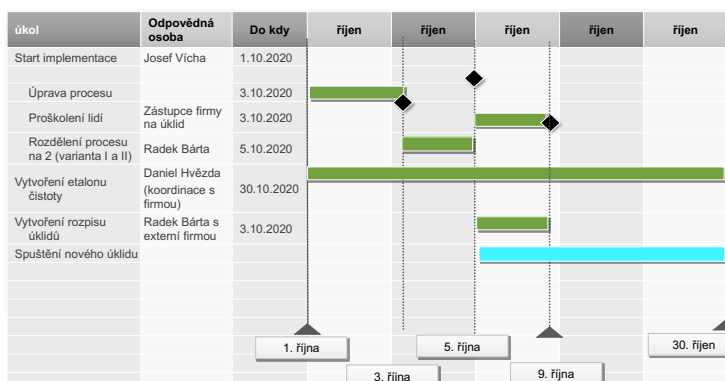 úkol Odpovědná osoba Do kdy říjen říjen říjen říjen říjen
Start implementace Josef Vícha 1.10.2020
Úprava procesu 3.10.2020
Proškolení lidí Zástupce firmy na úklid 3.10.2020
Rozdělení procesu na 2 (varianta I a II) Radek Bárta 5.10.2020
Vytvoření etalonu čistoty Daniel Hvězda (koordinace s firmou) 30.10.2020
Vytvoření rozpisu úklidů Radek Bárta s externí firmou 3.10.2020
Spuštění nového úklidu
1. října 5. října 30. říjen
3. října 9. října